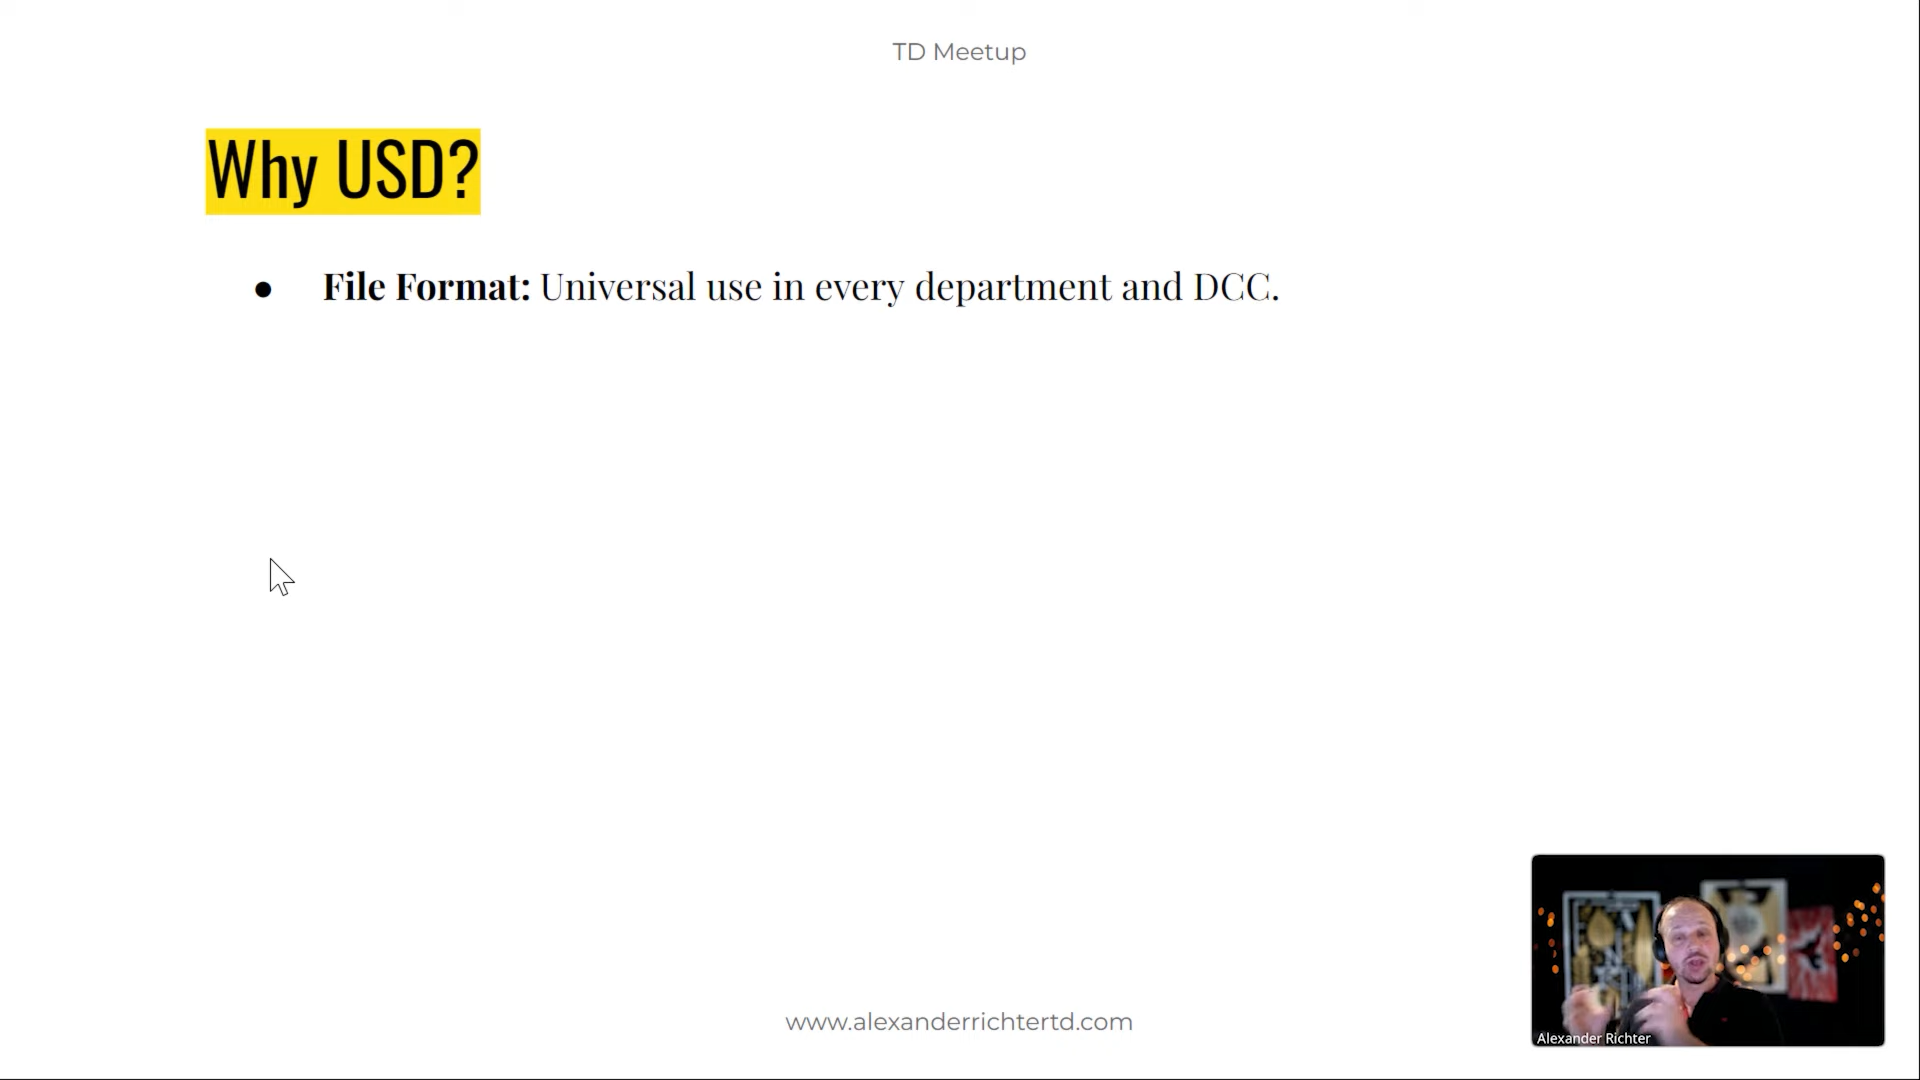 TD Meetup
Why USD?
● File Format: Universal use in every department and DCC.
www.alexanderrichtertd.com
Alexander Richter